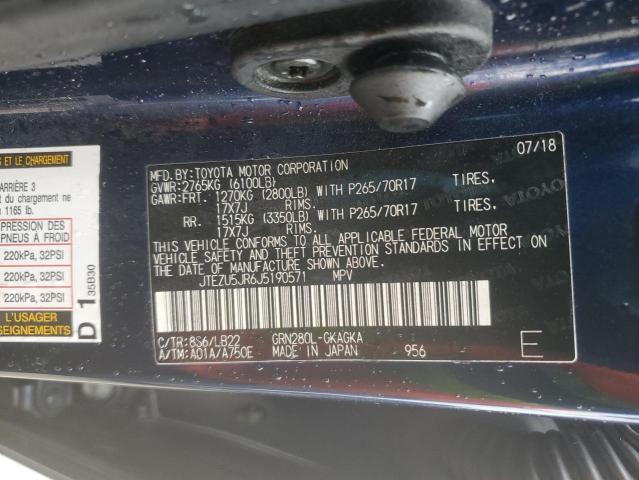 ET LE CHARGEMENT
ARRIÈRE 3
du chargement ne
1165 lb.
PRESSION DES
PNEUS À FROID
220kPa, 32PSI
220kPa, 32PSI
220kPa, 32PSI
L'USAGER
D 1 35B30
07/18
MFD.BY:TOYOTA MOTOR CORPORATION
GVWR:2765KG (6100LB)
GAWR:FRT. 1270KG (2800LB) WITH P265/70R17 TIRES,
17X7J RIMS.
RR. 1515KG (3350LB) WITH P265/70R17 TIRES,
17X7J RIMS.
THIS VEHICLE CONFORMS TO ALL APPLICABLE FEDERAL MOTOR
VEHICLE SAFETY AND THEFT PREVENTION STANDARDS IN EFFECT ON
THE DATE OF MANUFACTURE SHOWN ABOVE.
JTEZU5JR6J5190571 MPV
C/TR:8S6/LB22 GRN280L-GKAGKA
A/TM:A01A/A750E MADE IN JAPAN 956
E